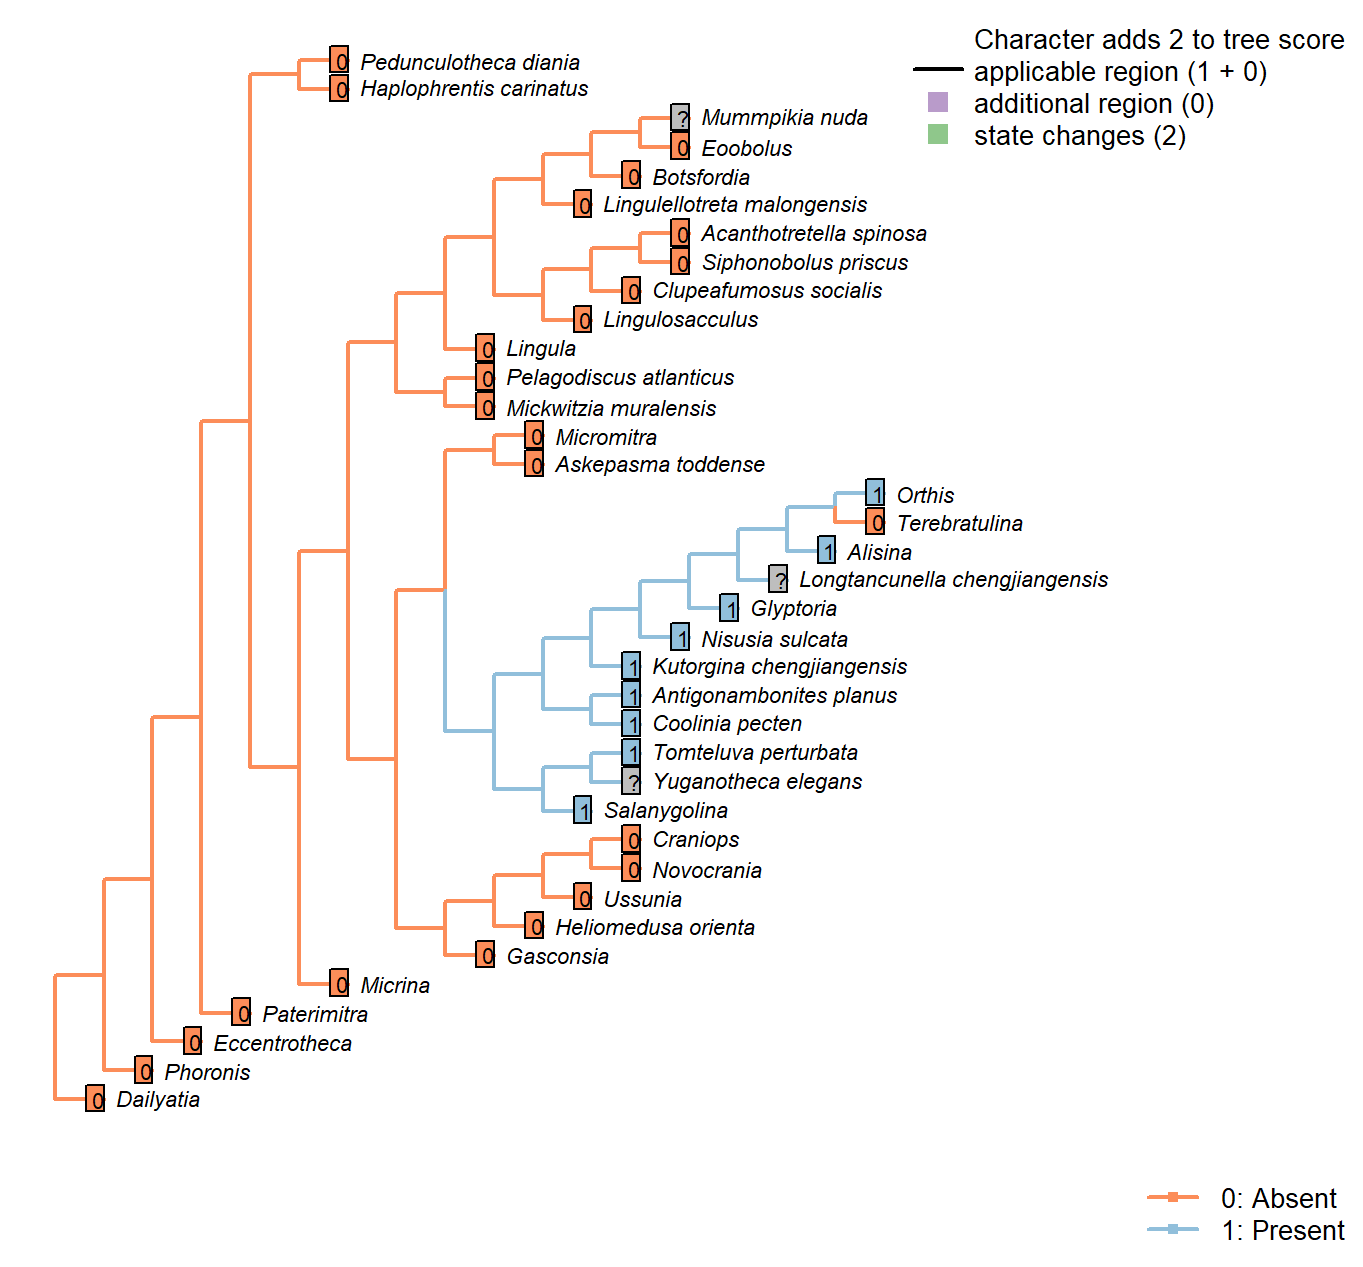 Character adds 2 to tree score
applicable region (1 + 0)
additional region (0)
state changes (2)
0 Pedunculotheca diania
0 Haplophrentis carinatus
? Mummpikia nuda
0 Eoobolus
0 Botsfordia
0 Lingulellotreta malongensis
0 Acanthotretella spinosa
0 Siphonobolus priscus
0 Clupeafumosus socialis
0 Lingulosacculus
0 Lingula
0 Pelagodiscus atlanticus
0 Mickwitzia muralensis
0 Micromitra
0 Askepasma toddense
1 Orthis
0 Terebratulina
1 Alisina
? Longtancunella chengjiangensis
1 Glyptoria
1 Nisusia sulcata
1 Kutorgina chengjiangensis
1 Antigonambonites planus
1 Coolinia pecten
1 Tomteluva perturbata
? Yuganotheca elegans
1 Salanygolina
0 Craniops
0 Novocrania
0 Ussunia
0 Heliomedusa orienta
0 Gasconsia
0 Micrina
0 Paterimitra
0 Eccentrotheca
0 Phoronis
0 Dailyatia
0: Absent
1: Present